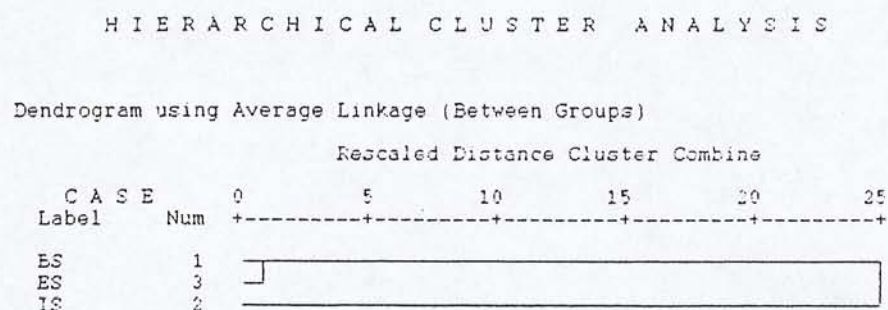 HIERARCHICAL CLUSTER ANALYSIS
Dendrogram using Average Linkage (Between Groups)
Rescaled Distance Cluster Combine
CASE 0 5 10 15 20 25
Label Num +---------+---------+---------+---------+---------+
BS 1
ES 3
IS 2